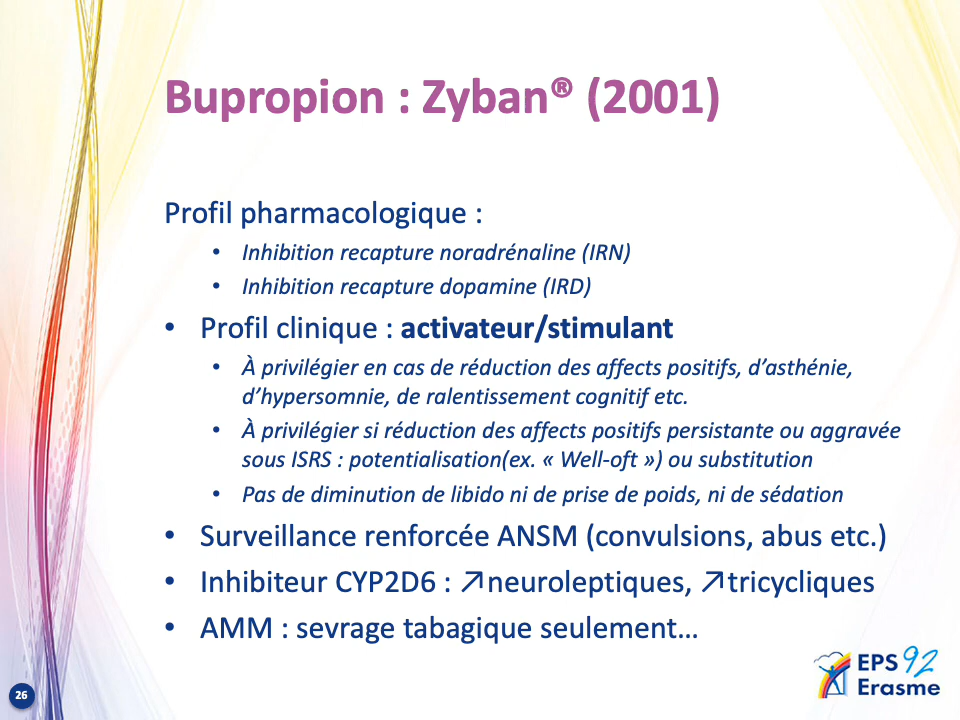 Bupropion : Zyban® (2001)
Profil pharmacologique :
• Inhibition recapture noradrénaline (IRN)
• Inhibition recapture dopamine (IRD)
• Profil clinique : activateur/stimulant
• À privilégier en cas de réduction des affects positifs, d’asthénie,
d’hypersomnie, de ralentissement cognitif etc.
• À privilégier si réduction des affects positifs persistante ou aggravée
sous ISRS : potentialisation(ex. « Well-oft ») ou substitution
• Pas de diminution de libido ni de prise de poids, ni de sédation
• Surveillance renforcée ANSM (convulsions, abus etc.)
• Inhibiteur CYP2D6 : ↗neuroleptiques, ↗tricycliques
• AMM : sevrage tabagique seulement…
EPS 92
Erasme
26